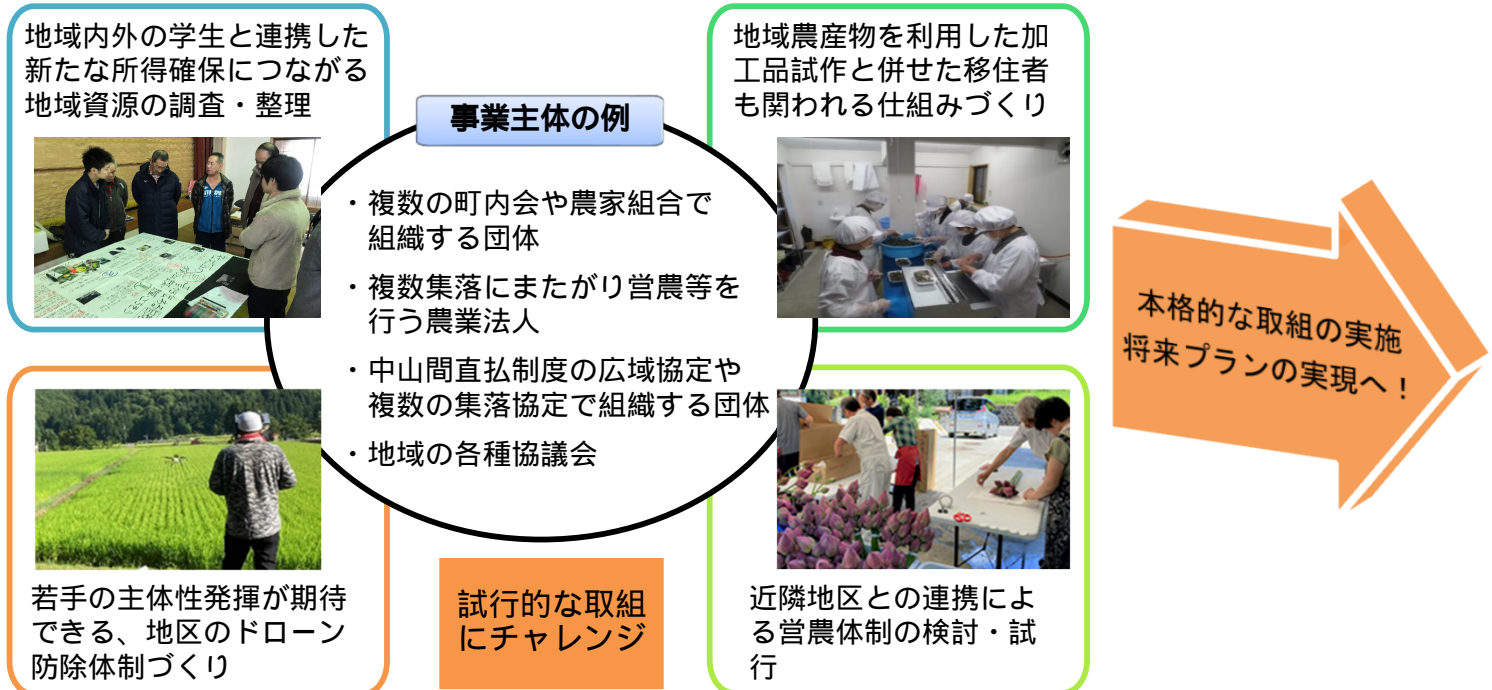 地域内外の学生と連携した
新たな所得確保につながる
地域資源の調査・整理
地域農産物を利用した加
工品試作と併せた移住者
も関われる仕組みづくり
事業主体の例
・複数の町内会や農家組合で
組織する団体
・複数集落にまたがり営農等を
行う農業法人
・中山間直払制度の広域協定や
複数の集落協定で組織する団体
・地域の各種協議会
若手の主体性発揮が期待
できる、地区のドローン
防除体制づくり
試行的な取組
にチャレンジ
近隣地区との連携によ
る営農体制の検討・試
行
本格的な取組の実施
将来プランの実現へ！